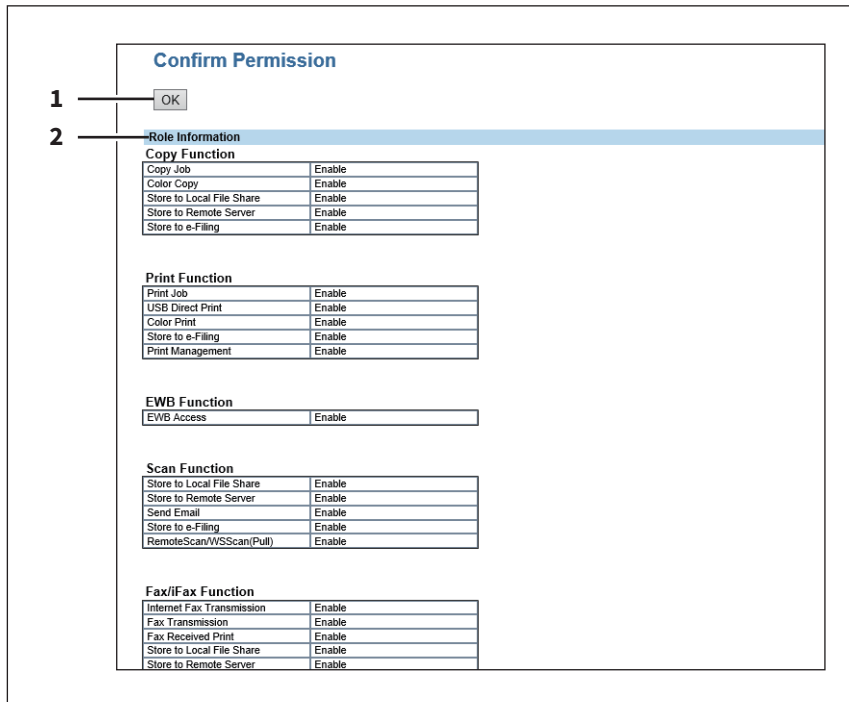 Confirm Permission
1 OK
2 Role Information
Copy Function
Copy Job Enable
Color Copy Enable
Store to Local File Share Enable
Store to Remote Server Enable
Store to e-Filing Enable
Print Function
Print Job Enable
USB Direct Print Enable
Color Print Enable
Store to e-Filing Enable
Print Management Enable
EWB Function
EWB Access Enable
Scan Function
Store to Local File Share Enable
Store to Remote Server Enable
Send Email Enable
Store to e-Filing Enable
RemoteScan/WSScan(Pull) Enable
Fax/iFax Function
Internet Fax Transmission Enable
Fax Transmission Enable
Fax Received Print Enable
Store to Local File Share Enable
Store to Remote Server Enable